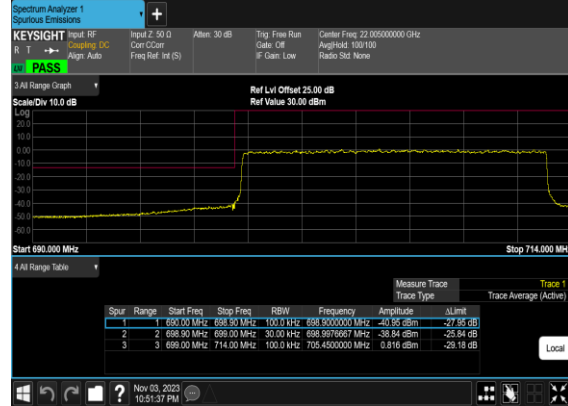 Spectrum Analyzer 1
Spurious Emissions
+
KEYSIGHT Input: RF Input Z: 50 Ω Atten: 30 dB Trig: Free Run Center Freq: 22.005000000 GHz
R T Coupling: DC Corr CCorr Gate: Off Avg|Hold: 100/100
Align: Auto Freq Ref: Int (S) IF Gain: Low Radio Std: None
PASS
3 All Range Graph
Ref Lvl Offset 25.00 dB
Scale/Div 10.0 dB Ref Value 30.00 dBm
Log
20.0
10.0
0.00
-10.0
-20.0
-30.0
-40.0
-50.0
-60.0
Start 690.000 MHz Stop 714.000 MH
4 All Range Table
Measure Trace Trace 1
Trace Type Trace Average (Active)
Spur Range Start Freq Stop Freq RBW Frequency Amplitude ΔLimit
1 1 690.00 MHz 698.90 MHz 100.0 kHz 698.9000000 MHz -40.95 dBm -27.95 dB
2 2 698.90 MHz 699.00 MHz 30.00 kHz 698.9976667 MHz -38.84 dBm -25.84 dB
3 3 699.00 MHz 714.00 MHz 100.0 kHz 705.4500000 MHz 0.816 dBm -29.18 dB
Local
?
Nov 03, 2023
10:51:37 PM